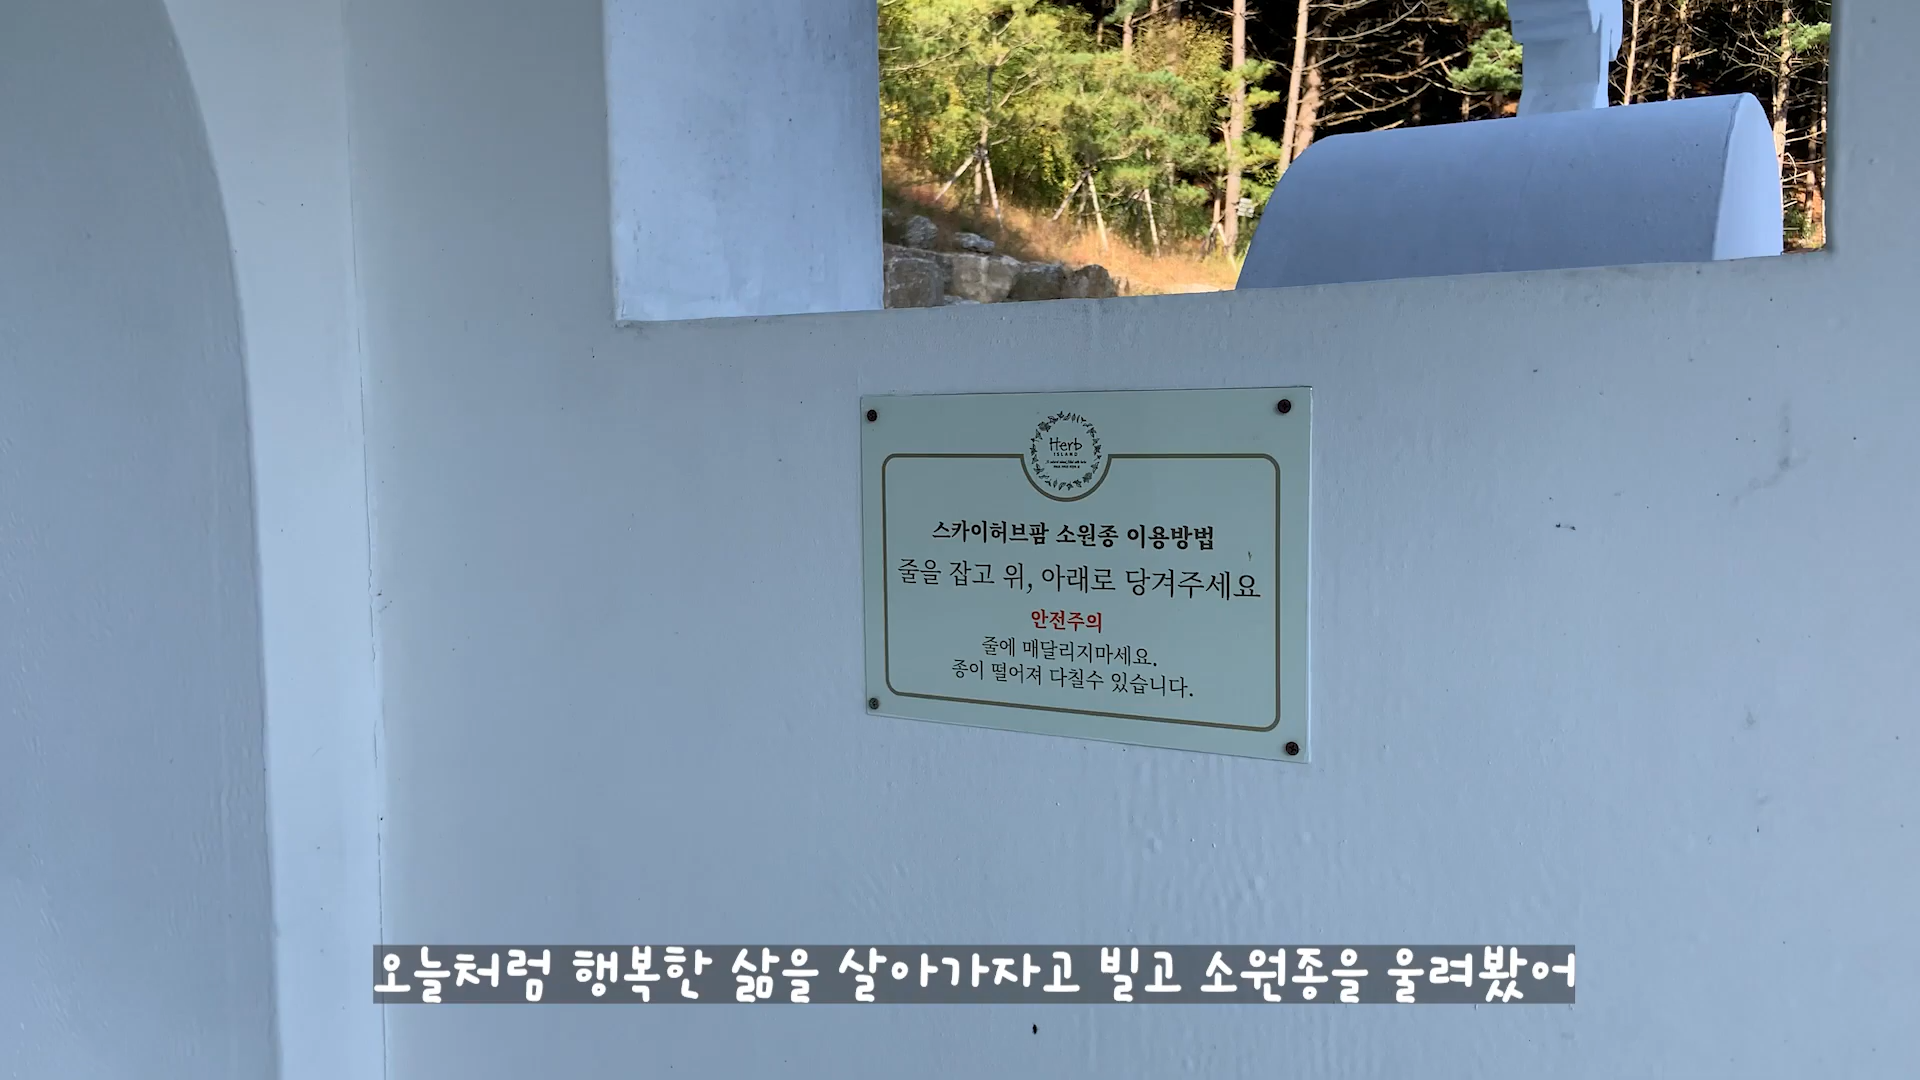 Herb
ISLAND
스카이허브팜 소원종 이용방법
줄을 잡고 위, 아래로 당겨주세요
안전주의
줄에 매달리지마세요.
종이 떨어져 다칠수 있습니다.
오늘처럼 행복한 삶을 살아가자고 빌고 소원종을 울려봤어